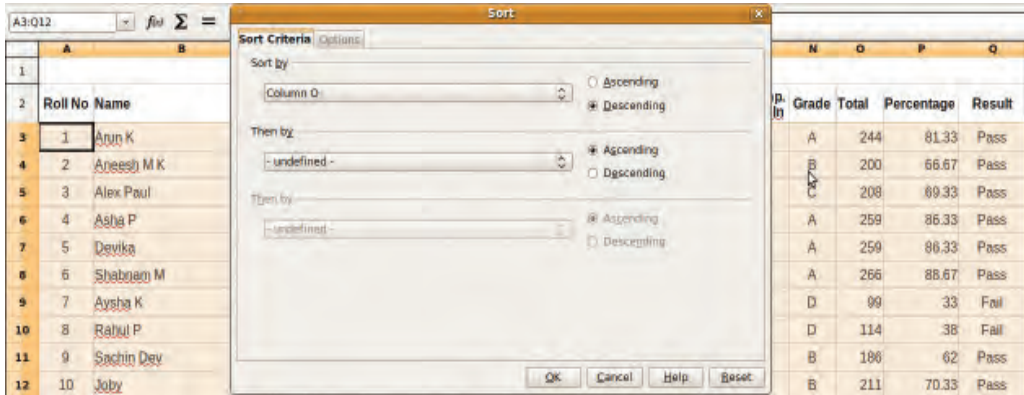 A3:Q12 f(x) Σ =
Sort
Sort Criteria Options
Sort by
Column O
Ascending
Descending
Then by
- undefined -
Ascending
Descending
Then by
- undefined -
Ascending
Descending
OK Cancel Help Reset
A B N O P Q
1
2 Roll No Name p. In Grade Total Percentage Result
3 1 Arun K A 244 81.33 Pass
4 2 Aneesh M K B 200 66.67 Pass
5 3 Alex Paul C 208 69.33 Pass
6 4 Asha P A 259 86.33 Pass
7 5 Devika A 259 86.33 Pass
8 6 Shabnam M A 266 88.67 Pass
9 7 Aysha K D 99 33 Fail
10 8 Rahul P D 114 38 Fail
11 9 Sachin Dev B 186 62 Pass
12 10 Joby B 211 70.33 Pass